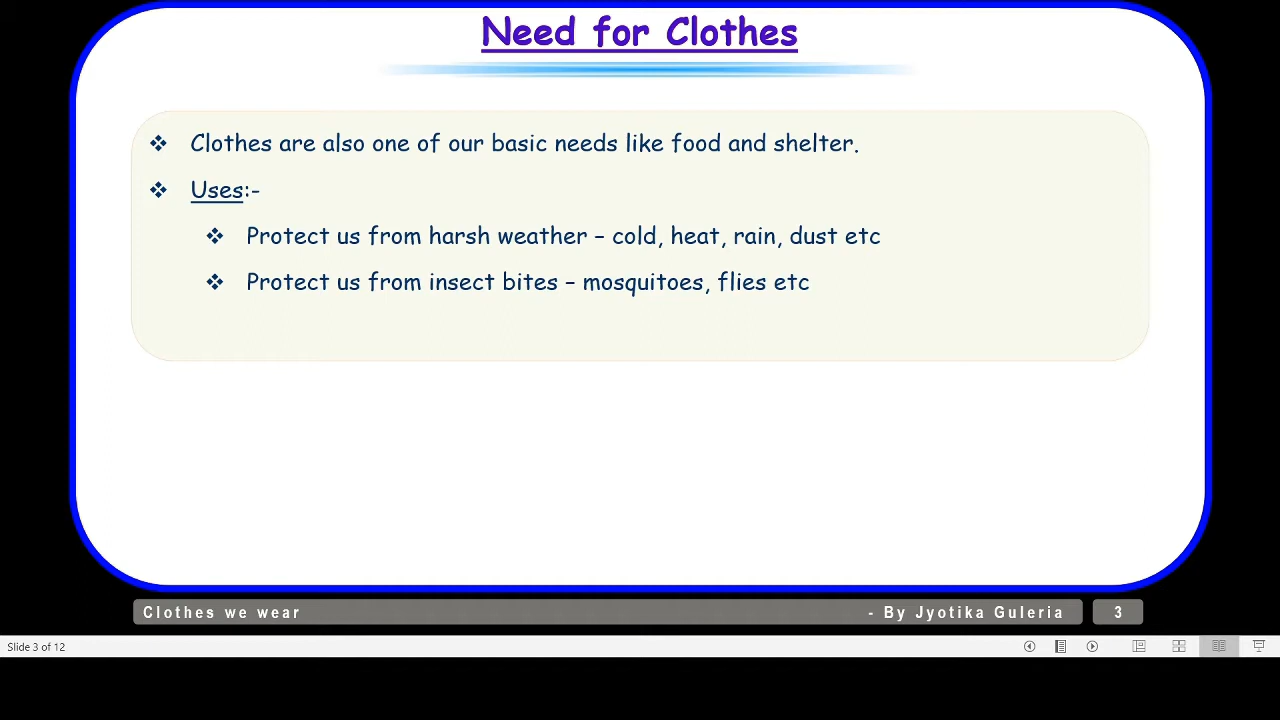 Need for Clothes
❖ Clothes are also one of our basic needs like food and shelter.
❖ Uses:-
❖ Protect us from harsh weather – cold, heat, rain, dust etc
❖ Protect us from insect bites – mosquitoes, flies etc
Clothes we wear - By Jyotika Guleria 3
Slide 3 of 12